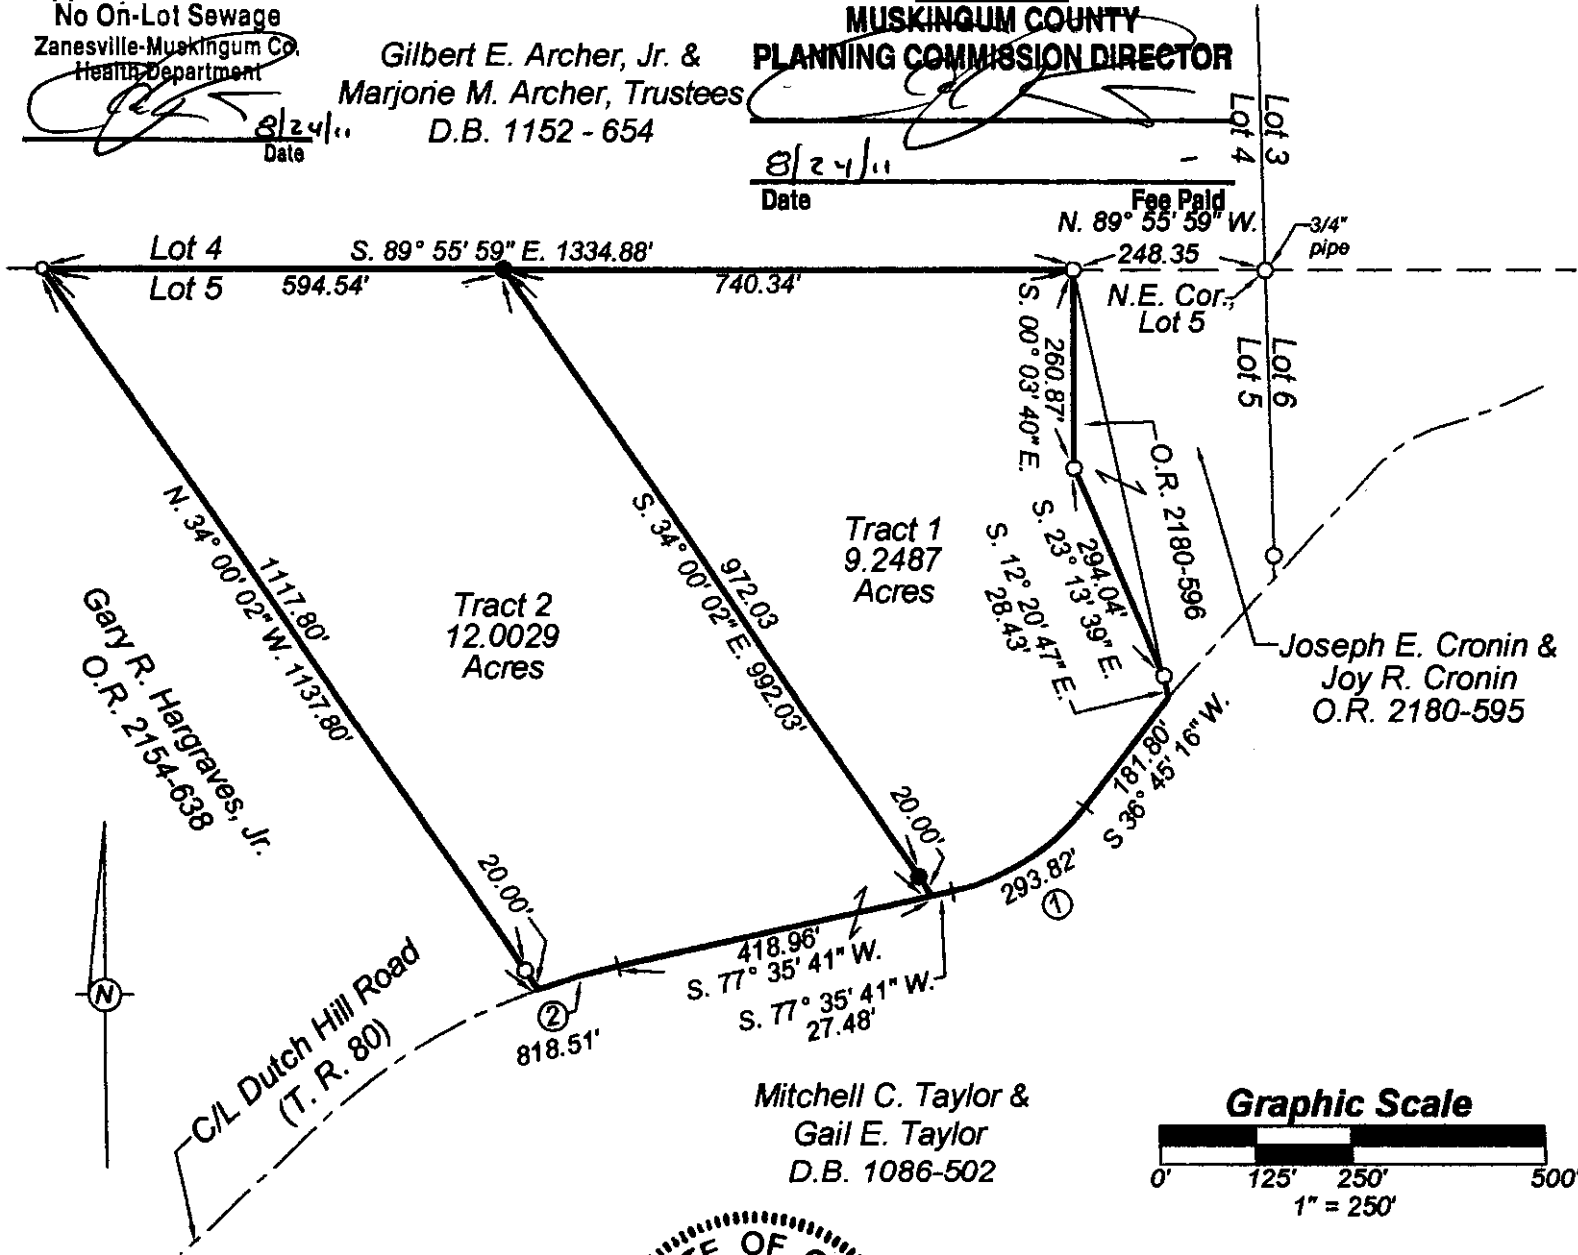 No On-Lot Sewage
Zanesville-Muskingum Co.
Health Department
8/24/11
Date
Gilbert E. Archer, Jr. &
Marjorie M. Archer, Trustees
D.B. 1152 - 654
MUSKINGUM COUNTY
PLANNING COMMISSION DIRECTOR
8/24/11 -
Date Fee Paid
Lot 3
Lot 4
N. 89° 55' 59" W.
248.35
3/4"
pipe
N.E. Cor.,
Lot 5
Lot 6
Lot 5
Lot 4
Lot 5
S. 89° 55' 59" E. 1334.88'
594.54'
740.34'
260.87'
S. 00° 03' 40" E.
O.R. 2180-596
294.04'
S. 23° 13' 39" E.
S. 12° 20' 47" E.
28.43'
Tract 1
9.2487
Acres
972.03
S. 34° 00' 02" E. 992.03'
Tract 2
12.0029
Acres
1117.80'
N. 34° 00' 02" W. 1137.80'
Gary R. Hargraves, Jr.
O.R. 2154-638
Joseph E. Cronin &
Joy R. Cronin
O.R. 2180-595
181.80'
S 36° 45' 16" W.
20.00'
293.82'
1
20.00'
418.96'
S. 77° 35' 41" W.
S. 77° 35' 41" W.
27.48'
2
818.51'
N
C/L Dutch Hill Road
(T. R. 80)
Mitchell C. Taylor &
Gail E. Taylor
D.B. 1086-502
Graphic Scale
0' 125' 250' 500'
1" = 250'
TE OF